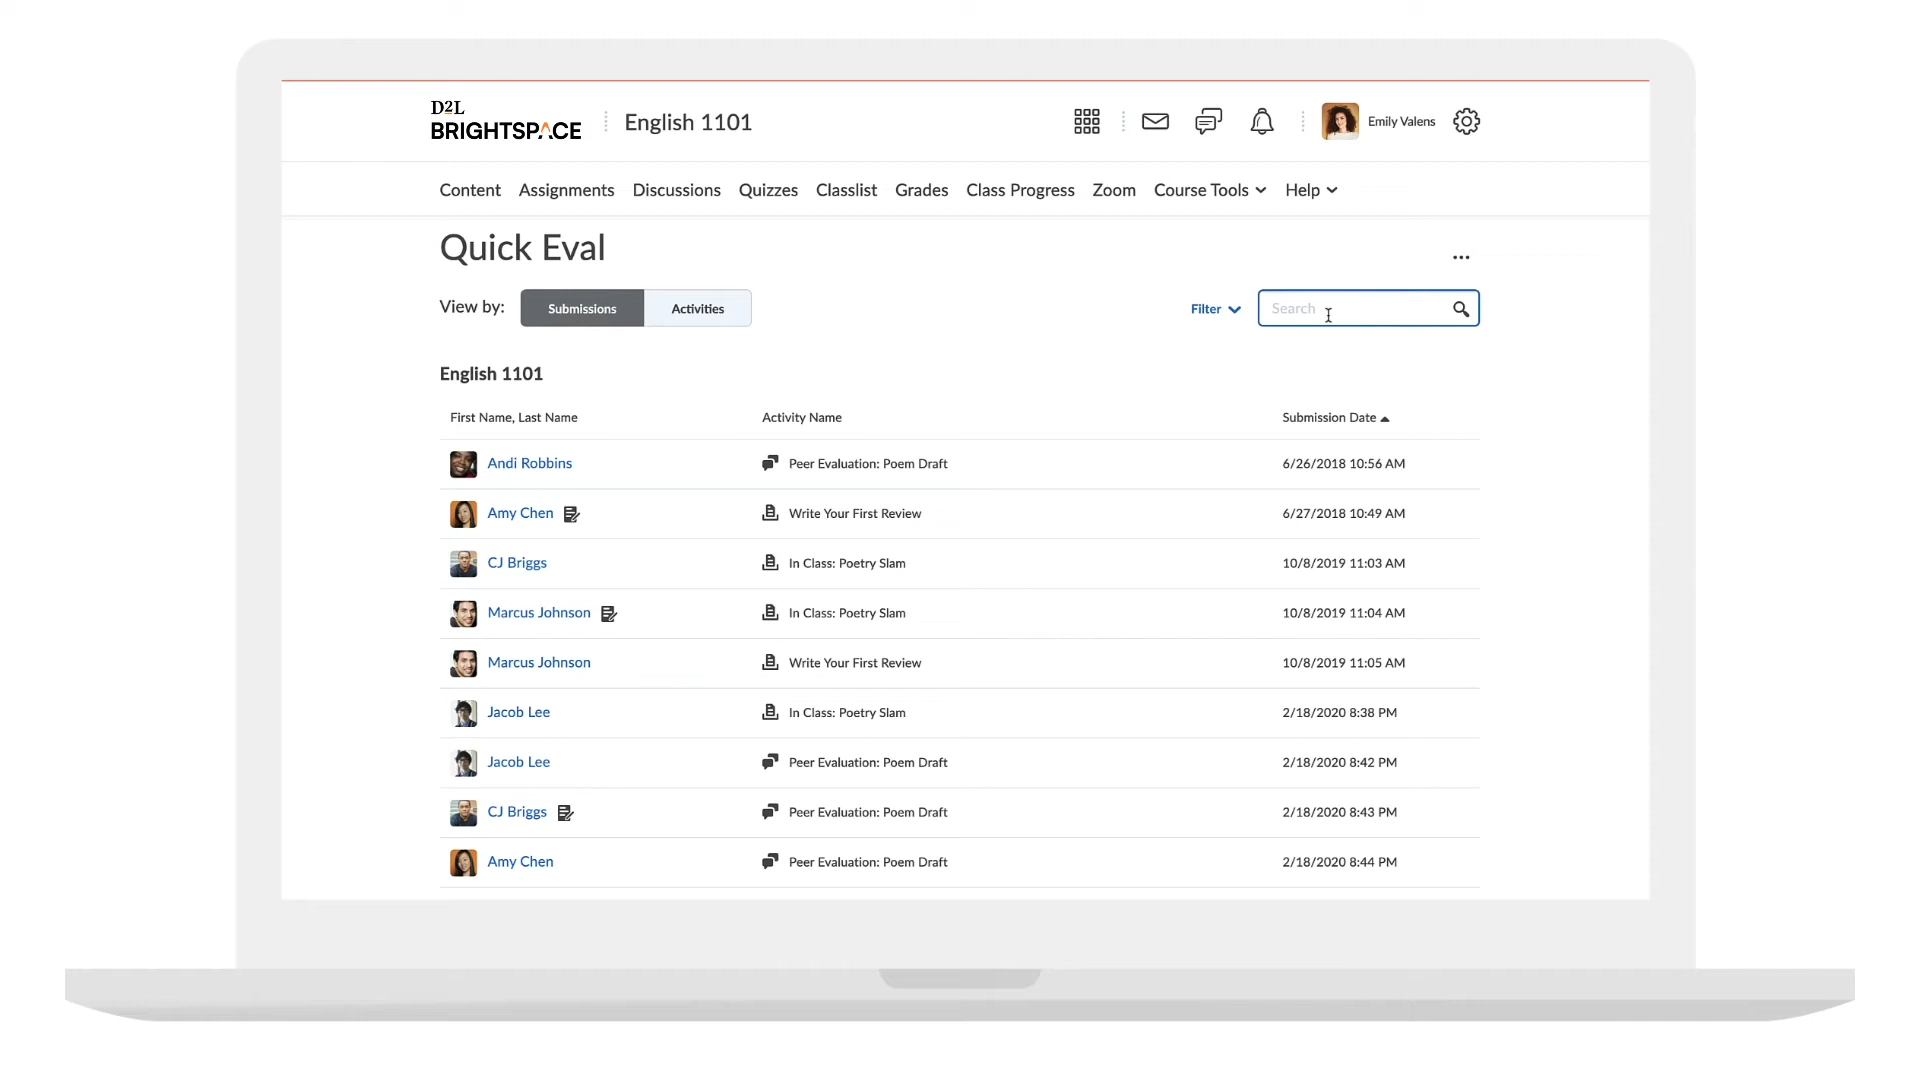 D2L
BRIGHTSPACE
English 1101
Emily Valens
Content Assignments Discussions Quizzes Classlist Grades Class Progress Zoom Course Tools Help
Quick Eval
View by: Submissions Activities Filter Search
English 1101
First Name, Last Name Activity Name Submission Date
Andi Robbins Peer Evaluation: Poem Draft 6/26/2018 10:56 AM
Amy Chen Write Your First Review 6/27/2018 10:49 AM
CJ Briggs In Class: Poetry Slam 10/8/2019 11:03 AM
Marcus Johnson In Class: Poetry Slam 10/8/2019 11:04 AM
Marcus Johnson Write Your First Review 10/8/2019 11:05 AM
Jacob Lee In Class: Poetry Slam 2/18/2020 8:38 PM
Jacob Lee Peer Evaluation: Poem Draft 2/18/2020 8:42 PM
CJ Briggs Peer Evaluation: Poem Draft 2/18/2020 8:43 PM
Amy Chen Peer Evaluation: Poem Draft 2/18/2020 8:44 PM